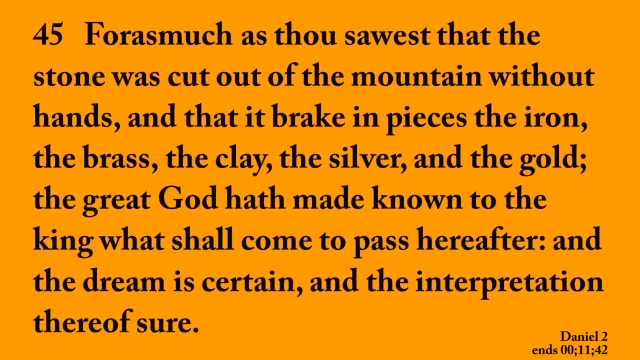 45 Forasmuch as thou sawest that the
stone was cut out of the mountain without
hands, and that it brake in pieces the iron,
the brass, the clay, the silver, and the gold;
the great God hath made known to the
king what shall come to pass hereafter: and
the dream is certain, and the interpretation
thereof sure.
Daniel 2
ends 00;11;42